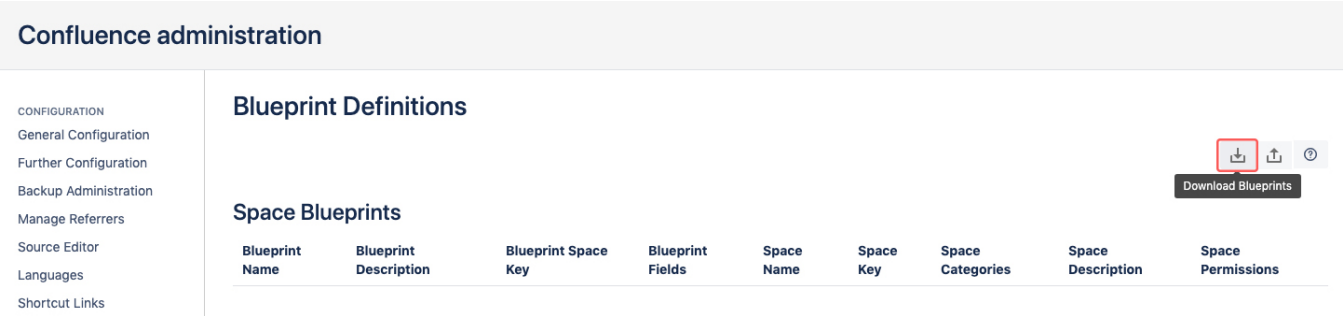 Confluence administration
CONFIGURATION
General Configuration
Further Configuration
Backup Administration
Manage Referrers
Source Editor
Languages
Shortcut Links
Blueprint Definitions
?
Download Blueprints
Space Blueprints
Blueprint Name
Blueprint Description
Blueprint Space Key
Blueprint Fields
Space Name
Space Key
Space Categories
Space Description
Space Permissions